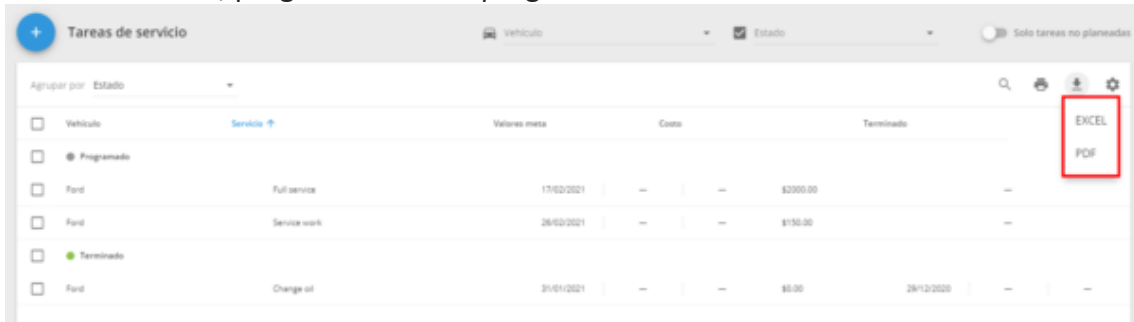 + Tareas de servicio Vehículo Estado Solo tareas no planeadas
Agrupar por Estado
Vehículo Servicio ↑ Valores meta Costo Terminado
EXCEL
Programado
PDF
Ford Full service 17/02/2021 — — $2000.00 —
Ford Service work 26/02/2021 — — $150.00 —
Terminado
Ford Change oil 31/01/2021 — — $0.00 29/12/2020 — —